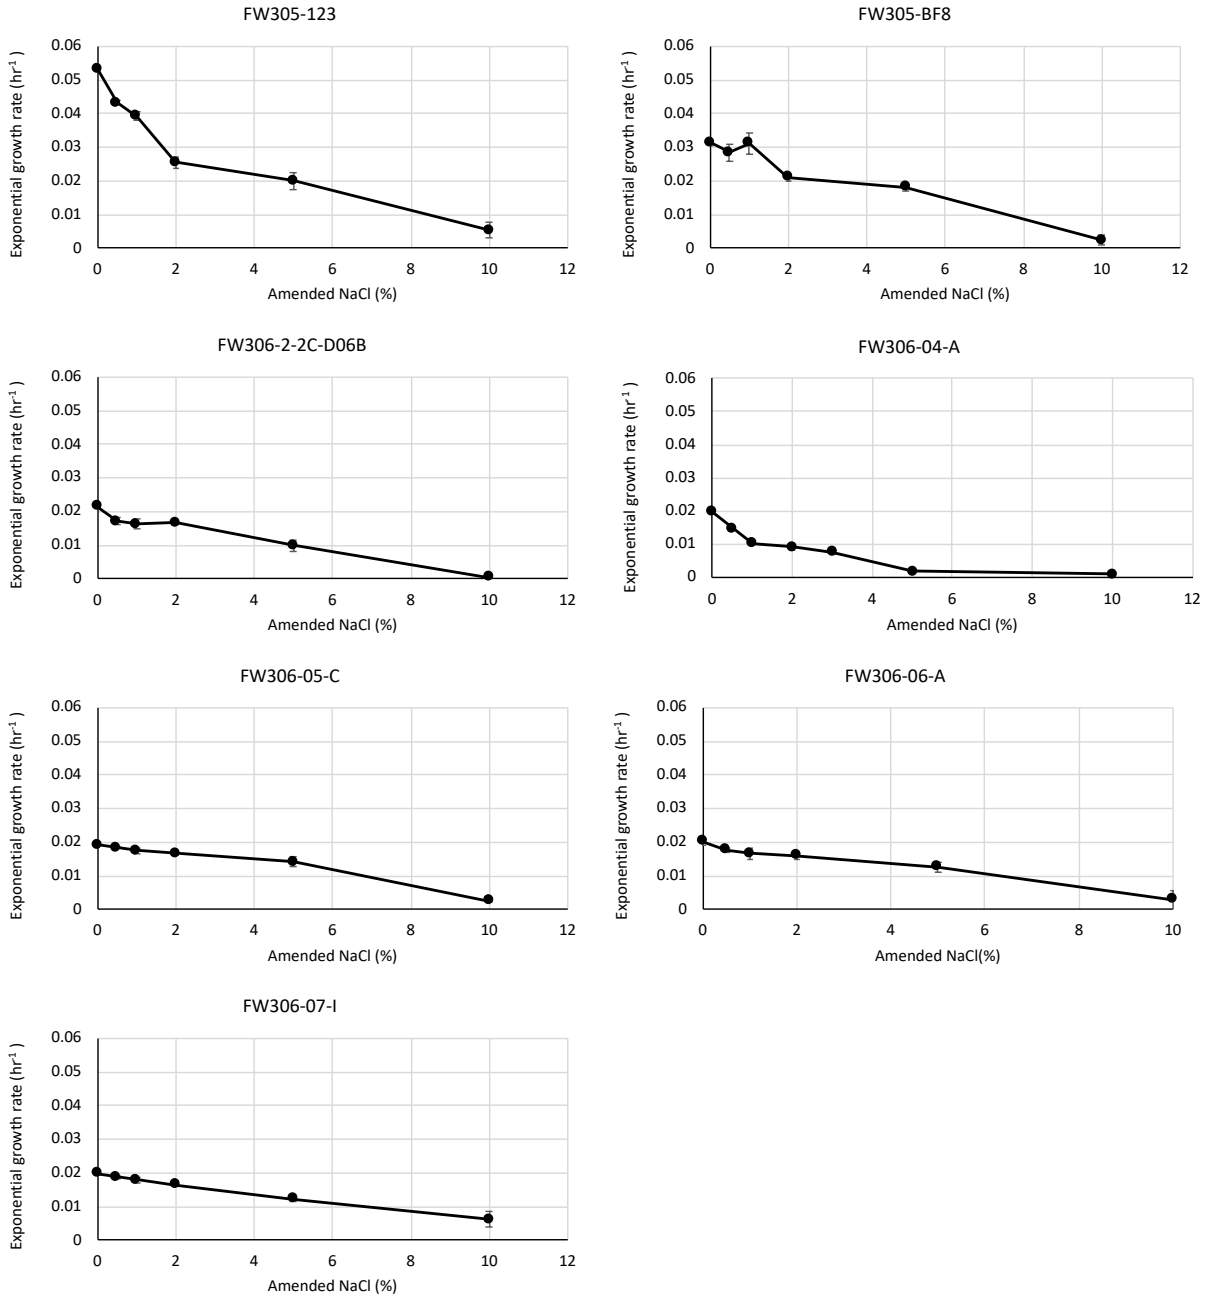 FW305-123
Exponential growth rate (hr-1)
0.06
0.05
0.04
0.03
0.02
0.01
0
0 2 4 6 8 10 12
Amended NaCl (%)
FW305-BF8
Exponential growth rate (hr-1)
0.06
0.05
0.04
0.03
0.02
0.01
0
0 2 4 6 8 10 12
Amended NaCl (%)
FW306-2-2C-D06B
Exponential growth rate (hr-1)
0.06
0.05
0.04
0.03
0.02
0.01
0
0 2 4 6 8 10 12
Amended NaCl (%)
FW306-04-A
Exponential growth rate (hr-1)
0.06
0.05
0.04
0.03
0.02
0.01
0
0 2 4 6 8 10 12
Amended NaCl (%)
FW306-05-C
Exponential growth rate (hr-1)
0.06
0.05
0.04
0.03
0.02
0.01
0
0 2 4 6 8 10 12
Amended NaCl (%)
FW306-06-A
Exponential growth rate (hr-1)
0.06
0.05
0.04
0.03
0.02
0.01
0
0 2 4 6 8 10
Amended NaCl(%)
FW306-07-I
Exponential growth rate (hr-1)
0.06
0.05
0.04
0.03
0.02
0.01
0
0 2 4 6 8 10 12
Amended NaCl (%)